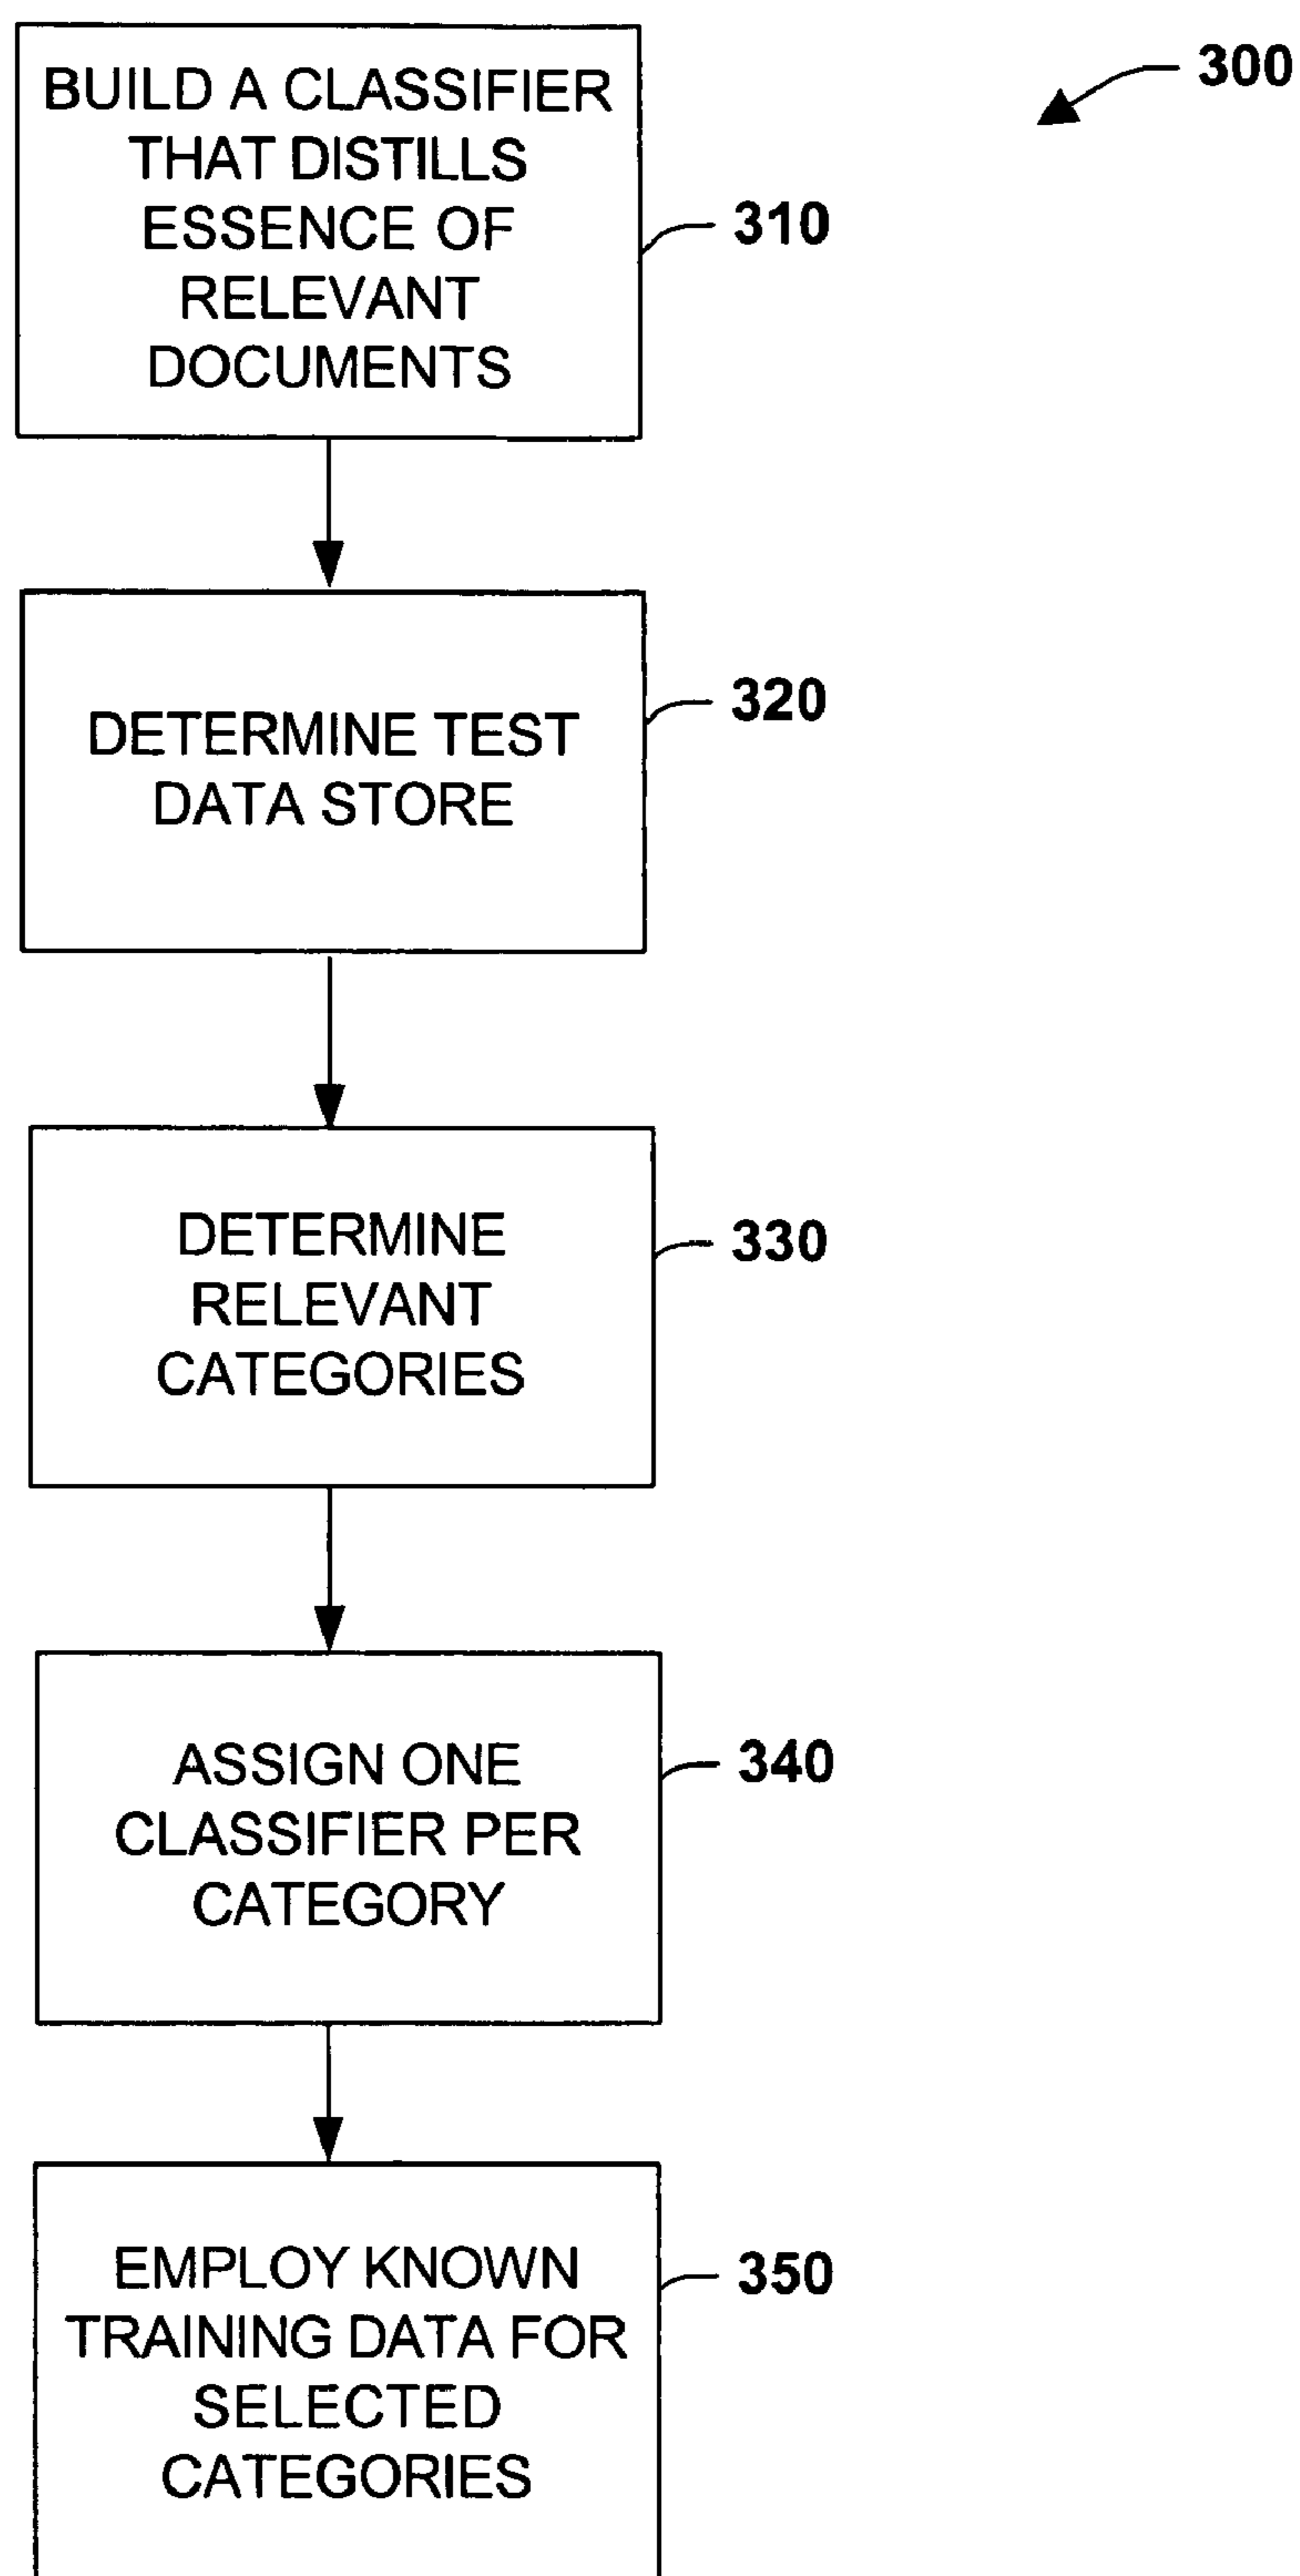 300
BUILD A CLASSIFIER
THAT DISTILLS
ESSENCE OF
RELEVANT
DOCUMENTS
310
DETERMINE TEST
DATA STORE
320
DETERMINE
RELEVANT
CATEGORIES
330
ASSIGN ONE
CLASSIFIER PER
CATEGORY
340
EMPLOY KNOWN
TRAINING DATA FOR
SELECTED
CATEGORIES
350